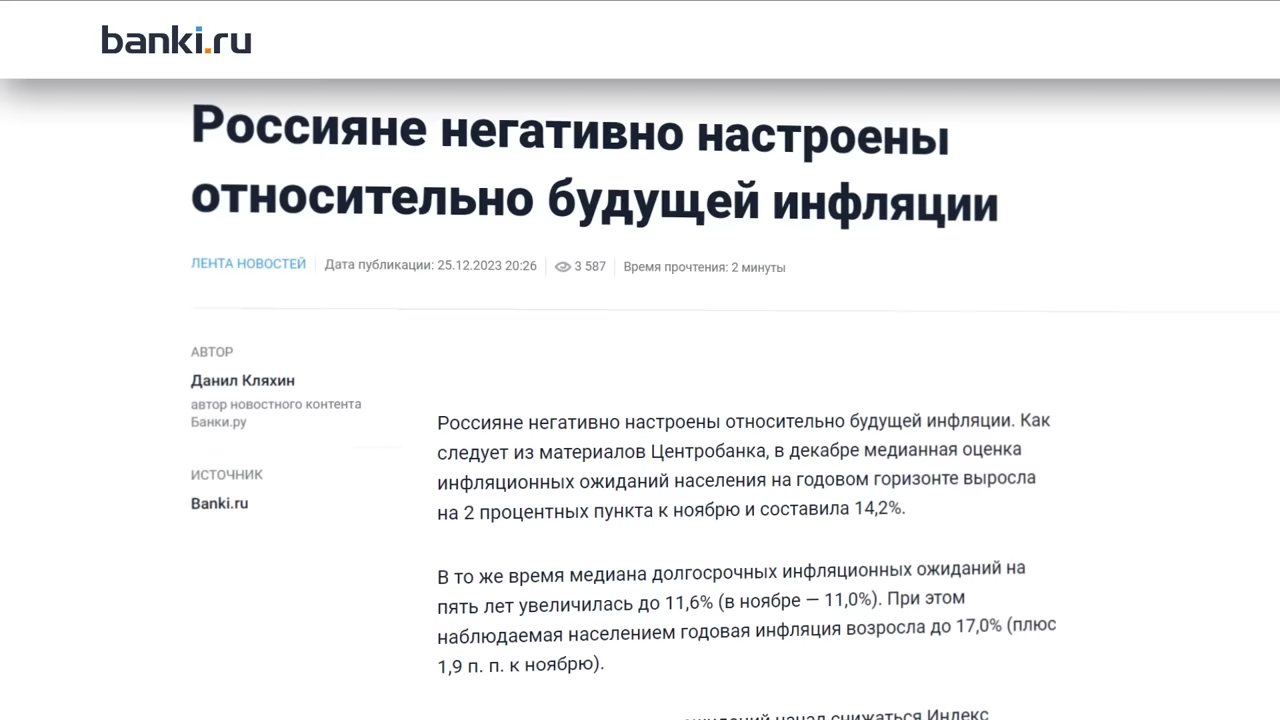 banki.ru
Россияне негативно настроены
относительно будущей инфляции
ЛЕНТА НОВОСТЕЙ Дата публикации: 25.12.2023 20:26 3 587 Время прочтения: 2 минуты
АВТОР
Данил Кляхин
автор новостного контента
Банки.ру
ИСТОЧНИК
Banki.ru
Россияне негативно настроены относительно будущей инфляции. Как
следует из материалов Центробанка, в декабре медианная оценка
инфляционных ожиданий населения на годовом горизонте выросла
на 2 процентных пункта к ноябрю и составила 14,2%.
В то же время медиана долгосрочных инфляционных ожиданий на
пять лет увеличилась до 11,6% (в ноябре — 11,0%). При этом
наблюдаемая населением годовая инфляция возросла до 17,0% (плюс
1,9 п. п. к ноябрю).
снижаться Индекс